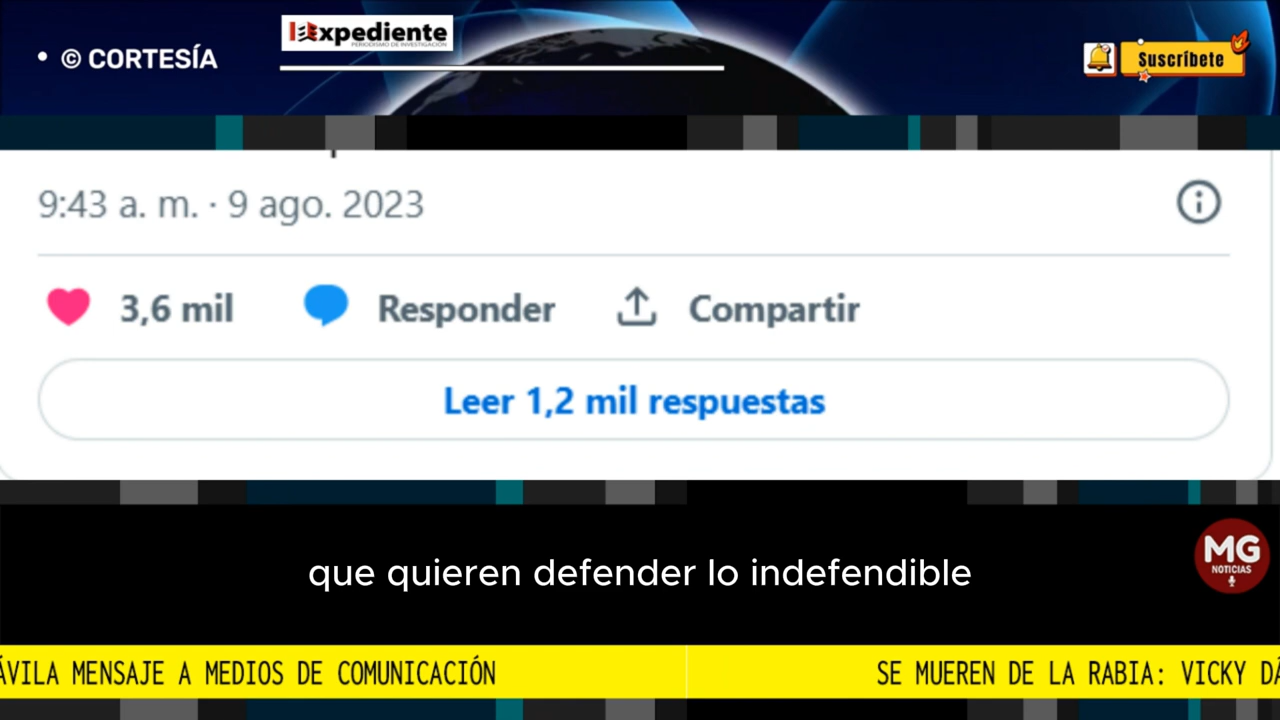 • © CORTESÍA
Expediente
PERIODISMO DE INVESTIGACIÓN
Suscríbete
9:43 a. m. · 9 ago. 2023
3,6 mil
Responder
Compartir
Leer 1,2 mil respuestas
que quieren defender lo indefendible
MG
NOTICIAS
ÁVILA MENSAJE A MEDIOS DE COMUNICACIÓN
SE MUEREN DE LA RABIA: VICKY DÁ